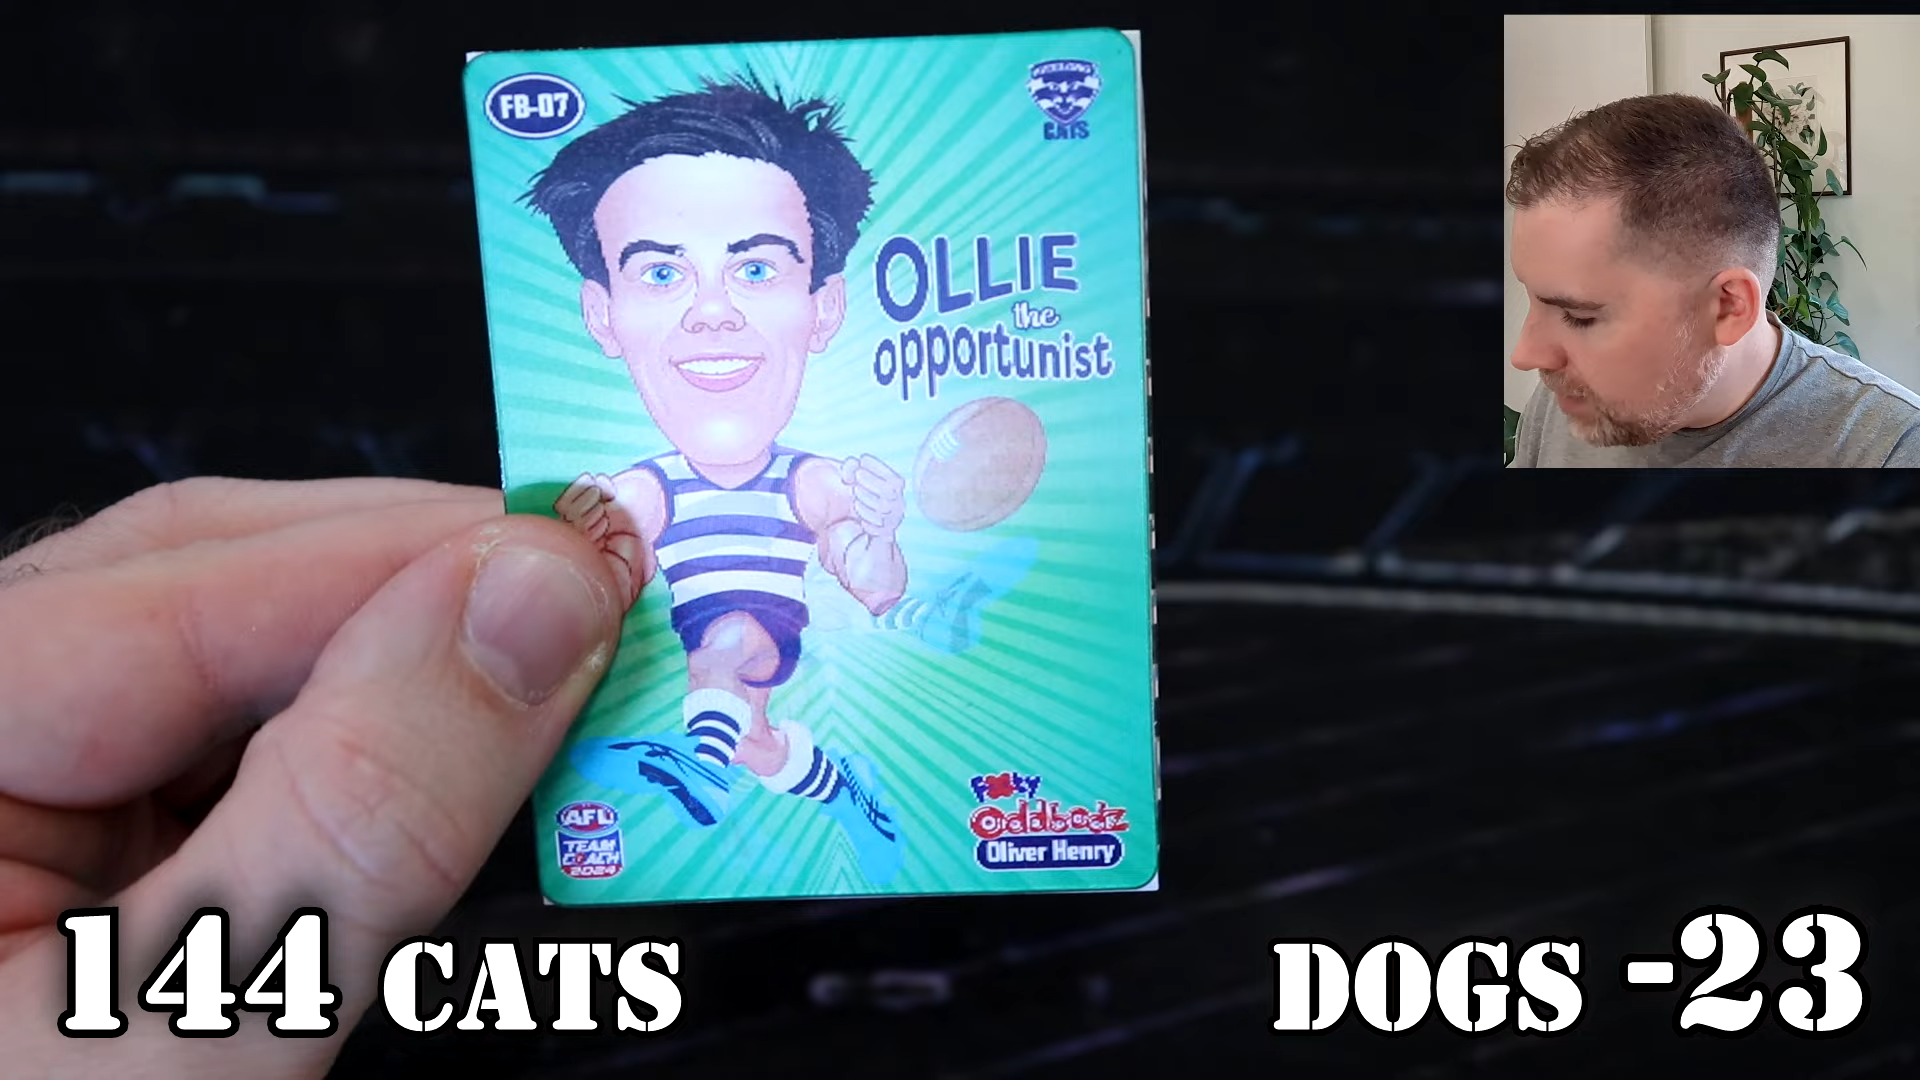 FB-07
CATS
OLLIE
the
opportunist
Footy
Oddbodz
Oliver Henry
AFL
TEAM
COACH
2024
144 CATS
DOGS -23